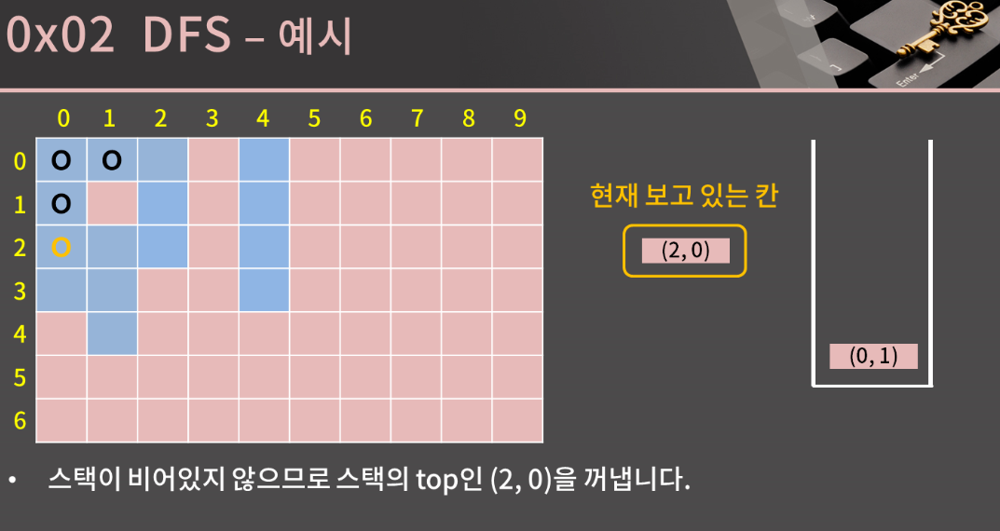 0x02 DFS – 예시
Enter
0 1 2 3 4 5 6 7 8 9
0 O O
1 O
2 O
3
4
5
6
현재 보고 있는 칸
(2, 0)
(0, 1)
• 스택이 비어있지 않으므로 스택의 top인 (2, 0)을 꺼냅니다.